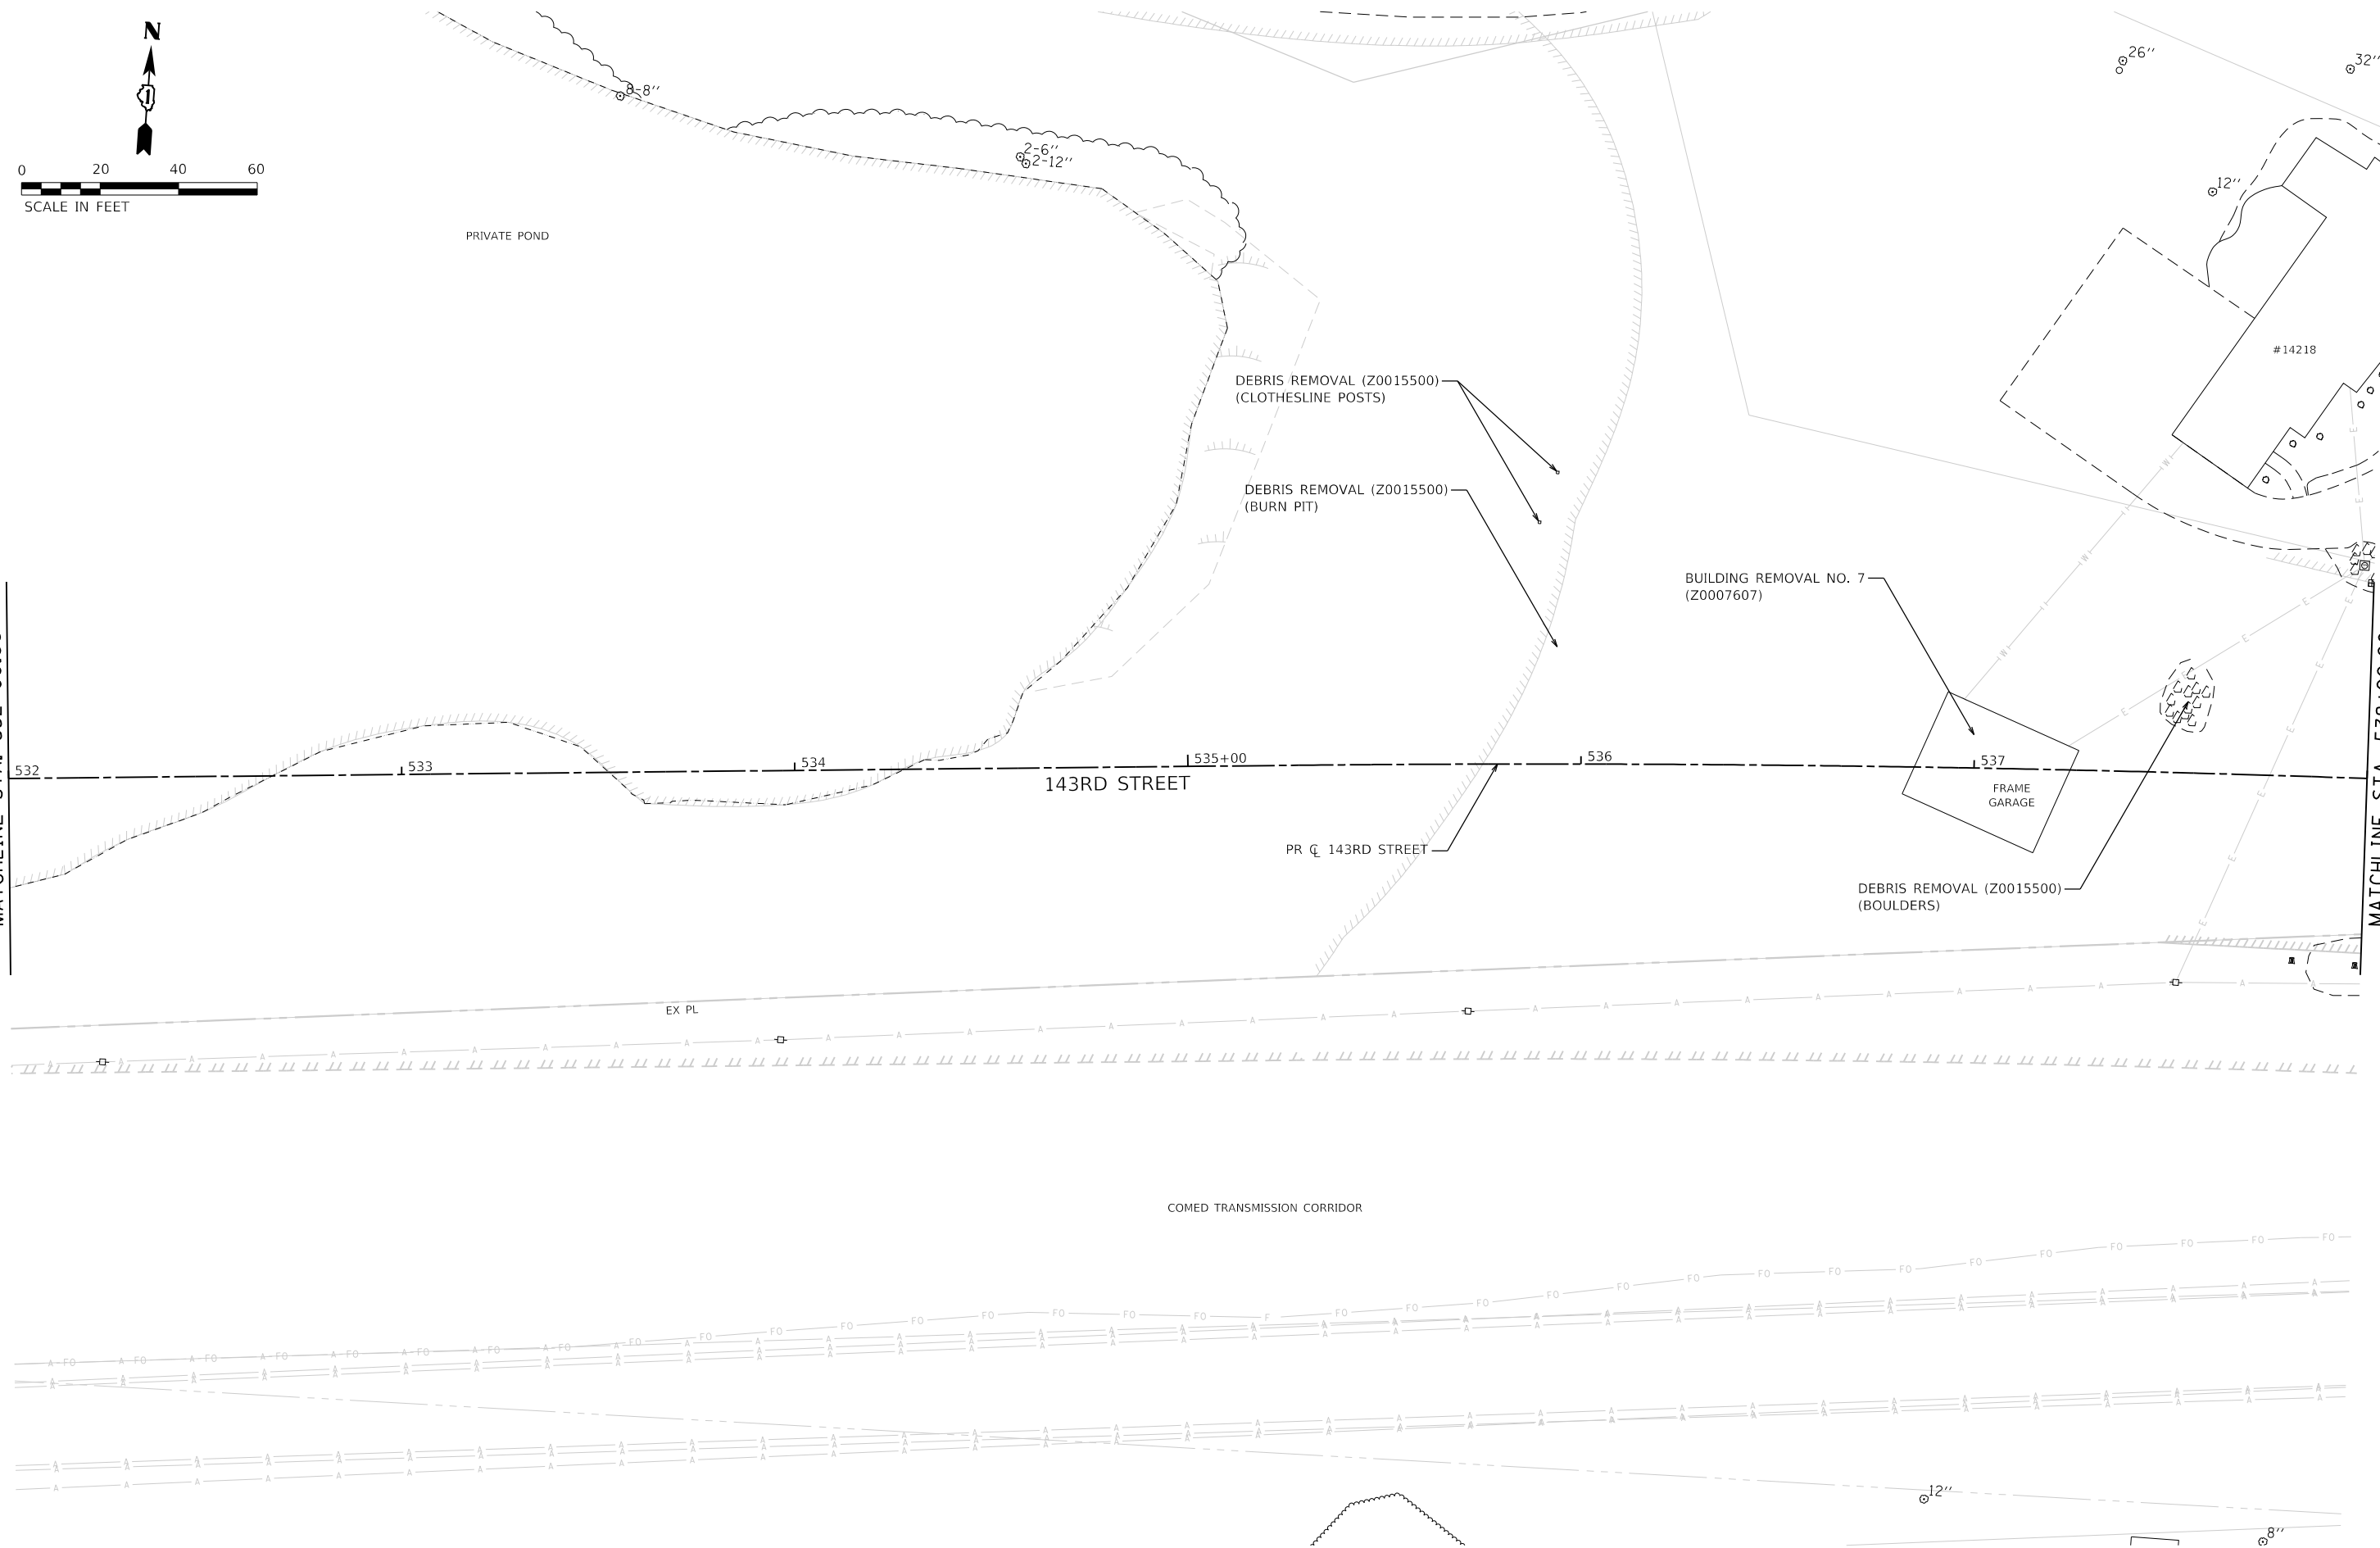 N
26″
32″
8-8″
2-6″
2-12″
0 20 40 60
SCALE IN FEET
12″
PRIVATE POND
#14218
DEBRIS REMOVAL (Z0015500)
(CLOTHESLINE POSTS)
DEBRIS REMOVAL (Z0015500)
(BURN PIT)
BUILDING REMOVAL NO. 7
(Z0007607)
532
533
534
535+00
536
537
143RD STREET
FRAME
GARAGE
PR ℄ 143RD STREET
DEBRIS REMOVAL (Z0015500)
(BOULDERS)
EX PL
COMED TRANSMISSION CORRIDOR
12″
8″